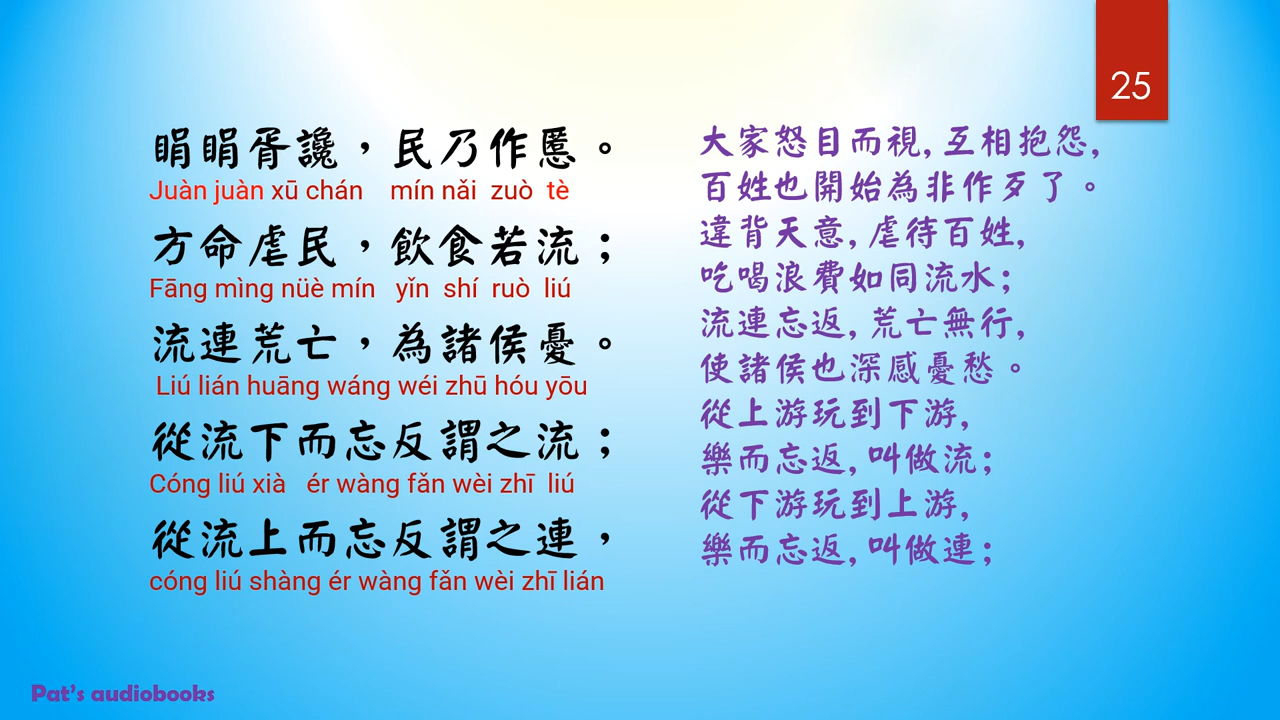 25
睊睊胥讒，民乃作慝。
Juàn juàn xū chán mín nǎi zuò tè
方命虐民，飲食若流；
Fāng mìng nüè mín yǐn shí ruò liú
流連荒亡，為諸侯憂。
Liú lián huāng wáng wéi zhū hóu yōu
從流下而忘反謂之流；
Cóng liú xià ér wàng fǎn wèi zhī liú
從流上而忘反謂之連，
cóng liú shàng ér wàng fǎn wèi zhī lián
大家怒目而視,互相抱怨,
百姓也開始為非作歹了。
違背天意,虐待百姓,
吃喝浪費如同流水;
流連忘返,荒亡無行,
使諸侯也深感憂愁。
從上游玩到下游,
樂而忘返,叫做流;
從下游玩到上游,
樂而忘返,叫做連;
Pat's audiobooks